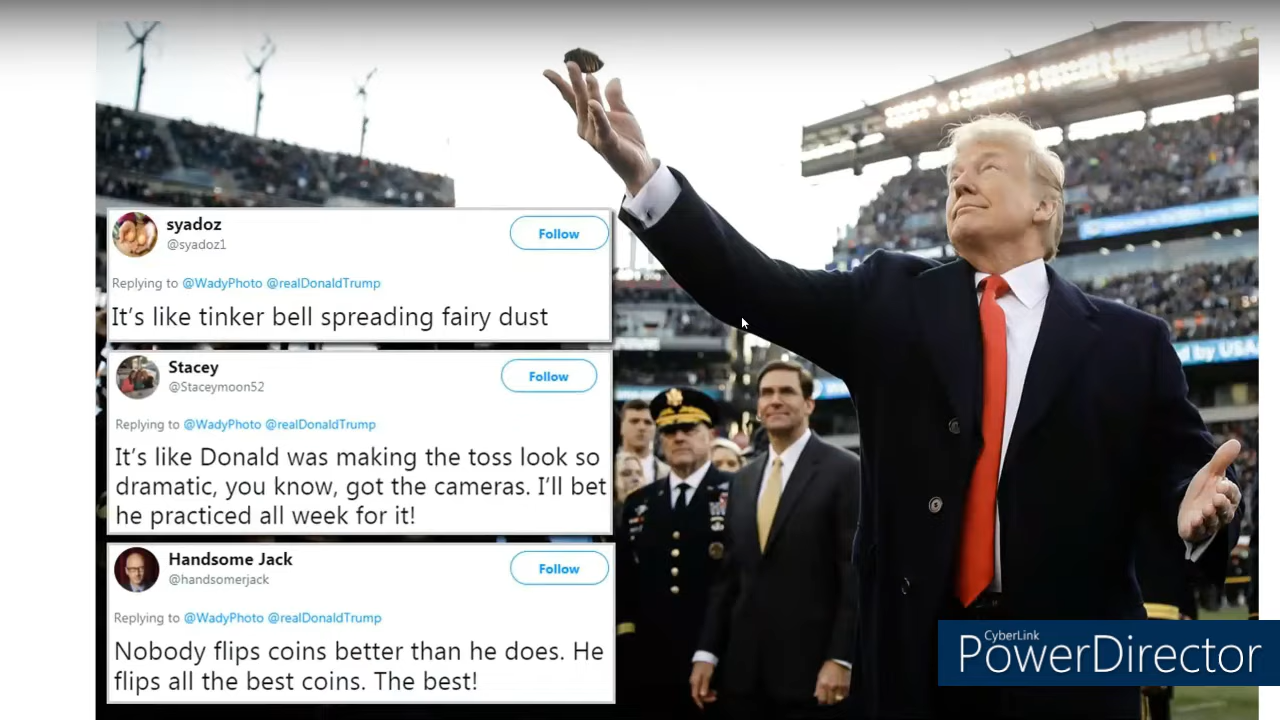 syadoz
@syadoz1
Follow
Replying to @WadyPhoto @realDonaldTrump
It's like tinker bell spreading fairy dust
Stacey
@Staceymoon52
Follow
Replying to @WadyPhoto @realDonaldTrump
It's like Donald was making the toss look so
dramatic, you know, got the cameras. I'll bet
he practiced all week for it!
Handsome Jack
@handsomerjack
Follow
Replying to @WadyPhoto @realDonaldTrump
Nobody flips coins better than he does. He
flips all the best coins. The best!
by USAA
CyberLink
PowerDirector